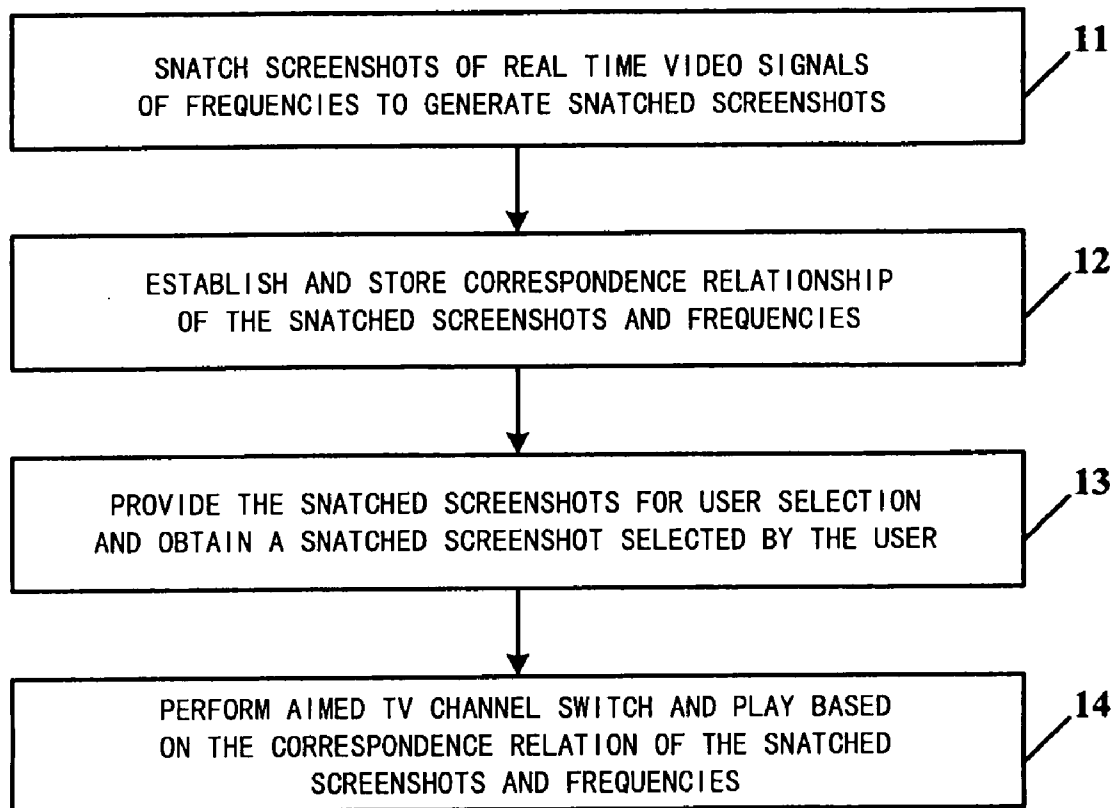 11
SNATCH SCREENSHOTS OF REAL TIME VIDEO SIGNALS
OF FREQUENCIES TO GENERATE SNATCHED SCREENSHOTS
12
ESTABLISH AND STORE CORRESPONDENCE RELATIONSHIP
OF THE SNATCHED SCREENSHOTS AND FREQUENCIES
13
PROVIDE THE SNATCHED SCREENSHOTS FOR USER SELECTION
AND OBTAIN A SNATCHED SCREENSHOT SELECTED BY THE USER
14
PERFORM AIMED TV CHANNEL SWITCH AND PLAY BASED
ON THE CORRESPONDENCE RELATION OF THE SNATCHED
SCREENSHOTS AND FREQUENCIES